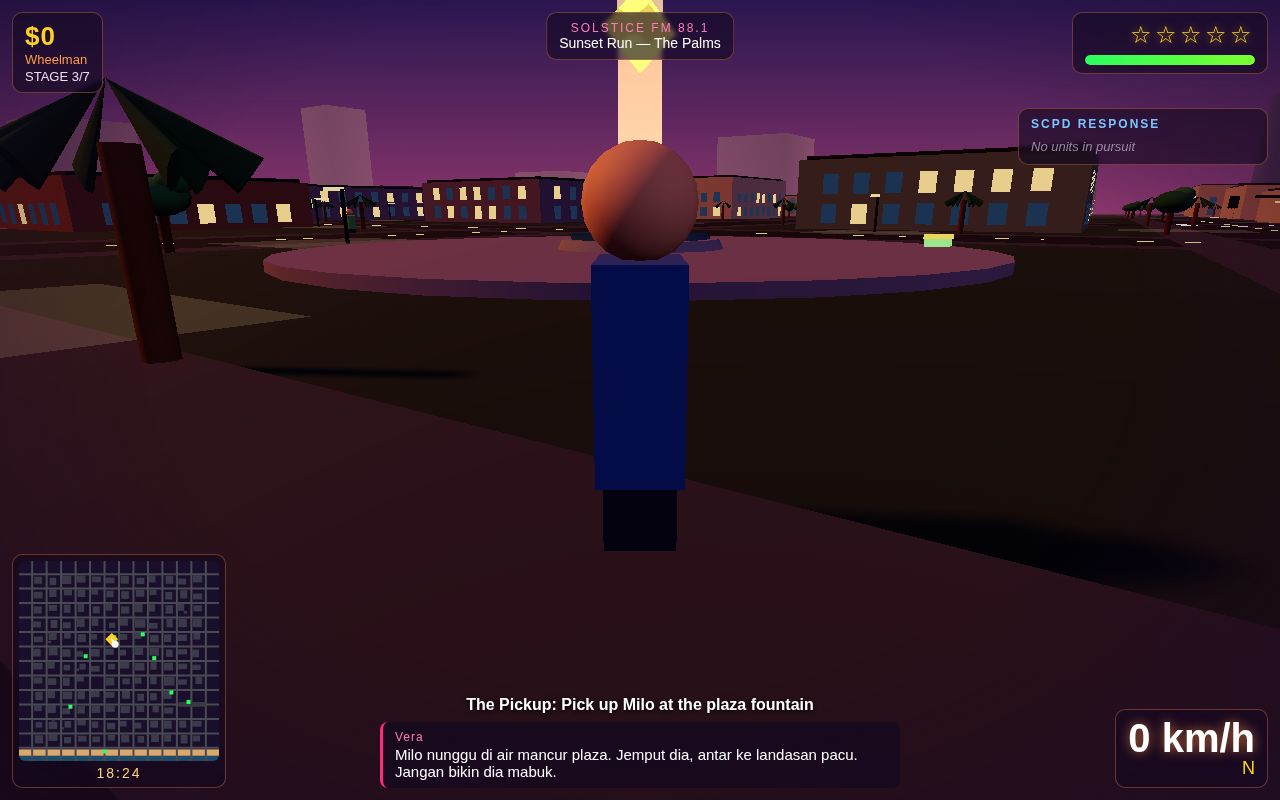 $0
Wheelman
STAGE 3/7
SOLSTICE FM 88.1
Sunset Run — The Palms
☆☆☆☆☆
SCPD RESPONSE
No units in pursuit
The Pickup: Pick up Milo at the plaza fountain
Vera
Milo nunggu di air mancur plaza. Jemput dia, antar ke landasan pacu.
Jangan bikin dia mabuk.
18:24
0 km/h
N